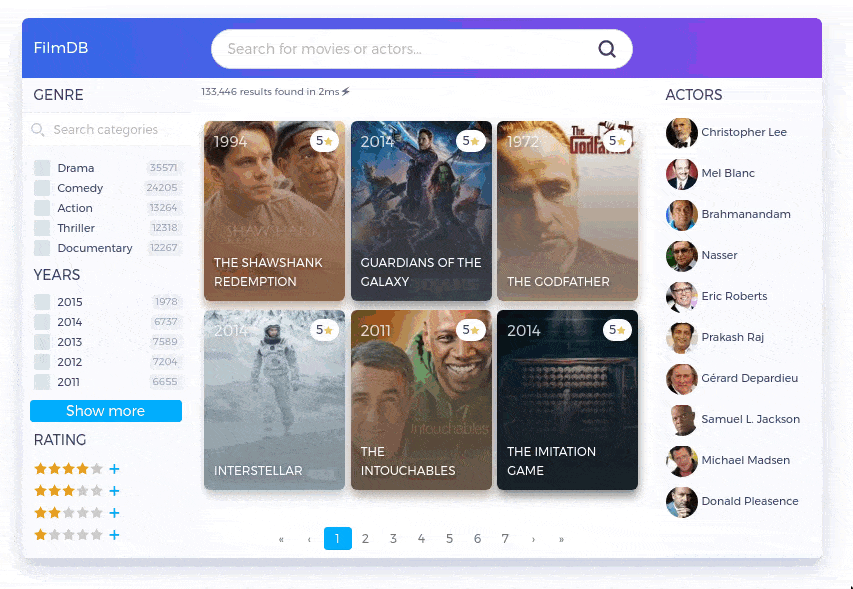 FilmDB
Search for movies or actors...
GENRE
Search categories
Drama 35571
Comedy 24205
Action 13264
Thriller 12318
Documentary 12267
YEARS
2015 1978
2014 6737
2013 7589
2012 7204
2011 6655
Show more
RATING
133,446 results found in 2ms
1994 5
SHAWSHANK
THE SHAWSHANK
REDEMPTION
2014 5
GUARDIANS OF THE
GALAXY
1972 5
The
Godfather
THE GODFATHER
2014 5
INTERSTELLAR
2011 5
Intouchables
THE
INTOUCHABLES
2014 5
THE IMITATION
GAME
« ‹ 1 2 3 4 5 6 7 › »
ACTORS
Christopher Lee
Mel Blanc
Brahmanandam
Nasser
Eric Roberts
Prakash Raj
Gérard Depardieu
Samuel L. Jackson
Michael Madsen
Donald Pleasence